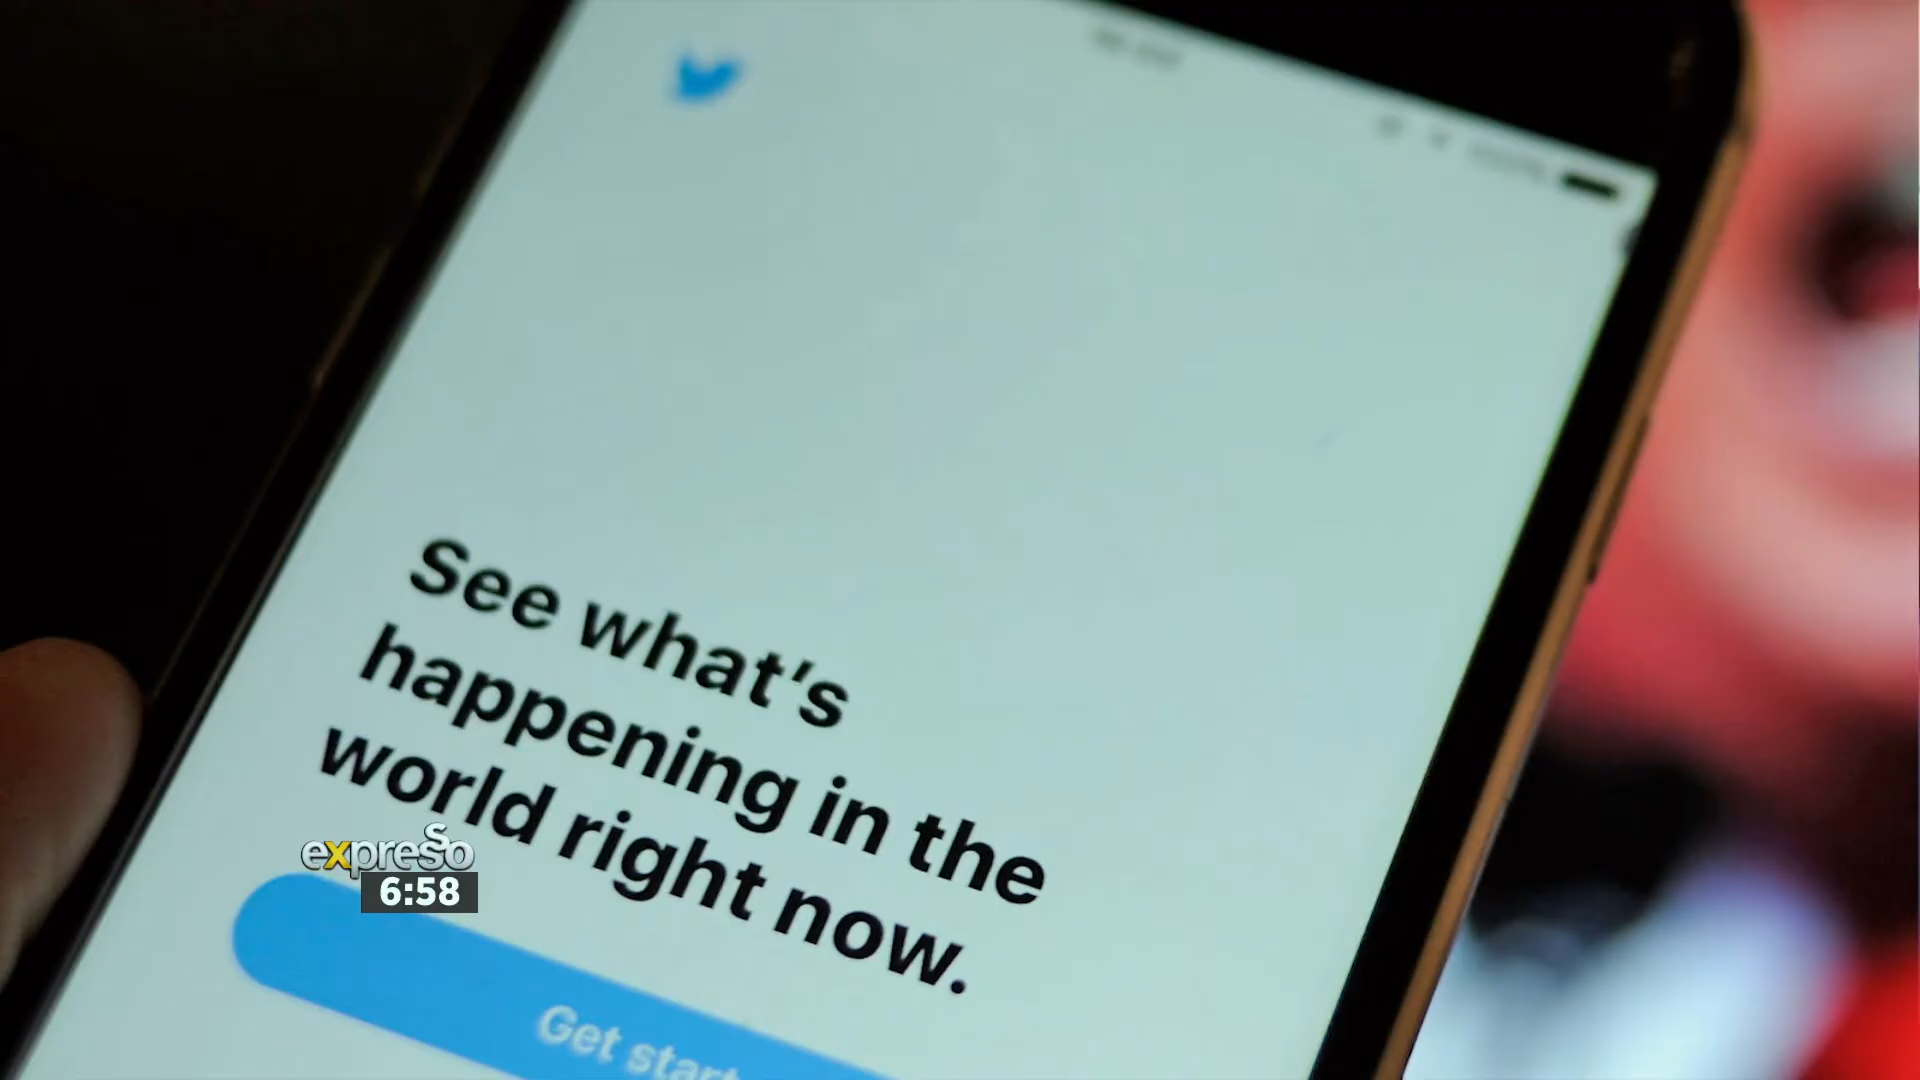 See what's
happening in the
world right now.
expresso
6:58
Get start